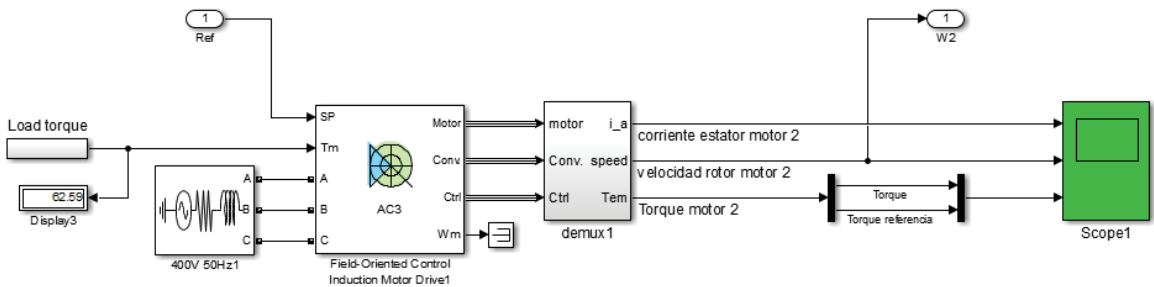 1
Ref
1
W2
Load torque
62.59
Display3
A
B
C
400V 50Hz1
SP
Tm
A
B
C
Motor
Conv.
Ctrl
Wm
AC3
Field-Oriented Control
Induction Motor Drive1
motor
Conv.
Ctrl
i_a
speed
Tem
demux1
corriente estator motor 2
velocidad rotor motor 2
Torque motor 2
Torque
Torque referencia
Scope1